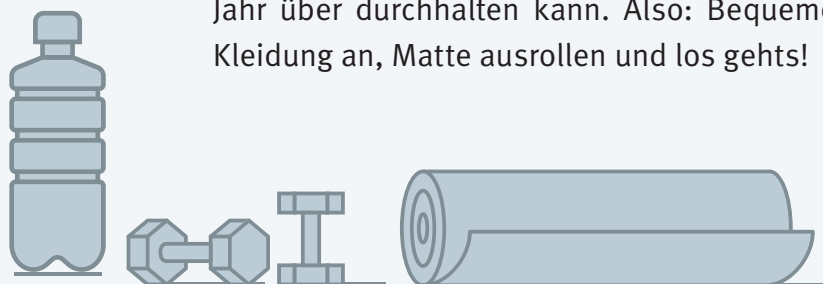 Jahr über durchhalten kann. Also: Bequeme
Kleidung an, Matte ausrollen und los gehts!